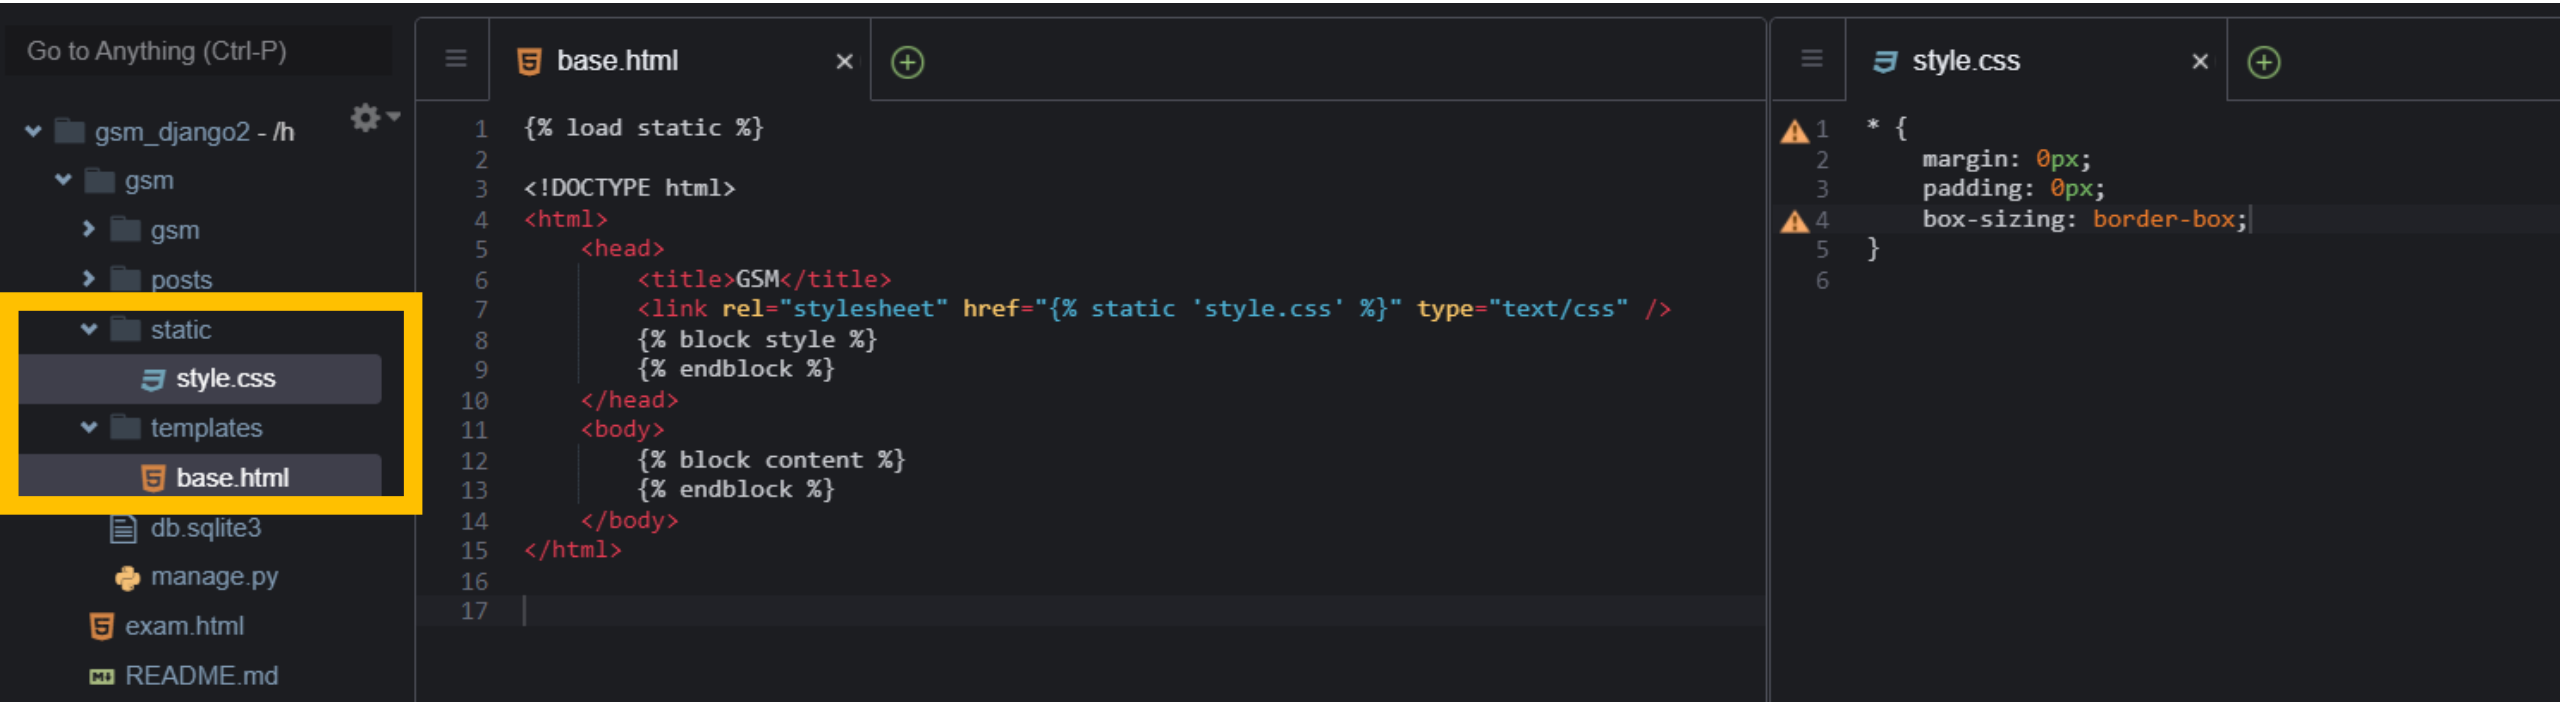 Go to Anything (Ctrl-P)
gsm_django2 - /h
gsm
gsm
posts
static
style.css
templates
base.html
db.sqlite3
manage.py
exam.html
README.md
base.html
1 {% load static %}
2
3 <!DOCTYPE html>
4 <html>
5 <head>
6 <title>GSM</title>
7 <link rel="stylesheet" href="{% static 'style.css' %}" type="text/css" />
8 {% block style %}
9 {% endblock %}
10 </head>
11 <body>
12 {% block content %}
13 {% endblock %}
14 </body>
15 </html>
16
17
style.css
1 * {
2 margin: 0px;
3 padding: 0px;
4 box-sizing: border-box;
5 }
6